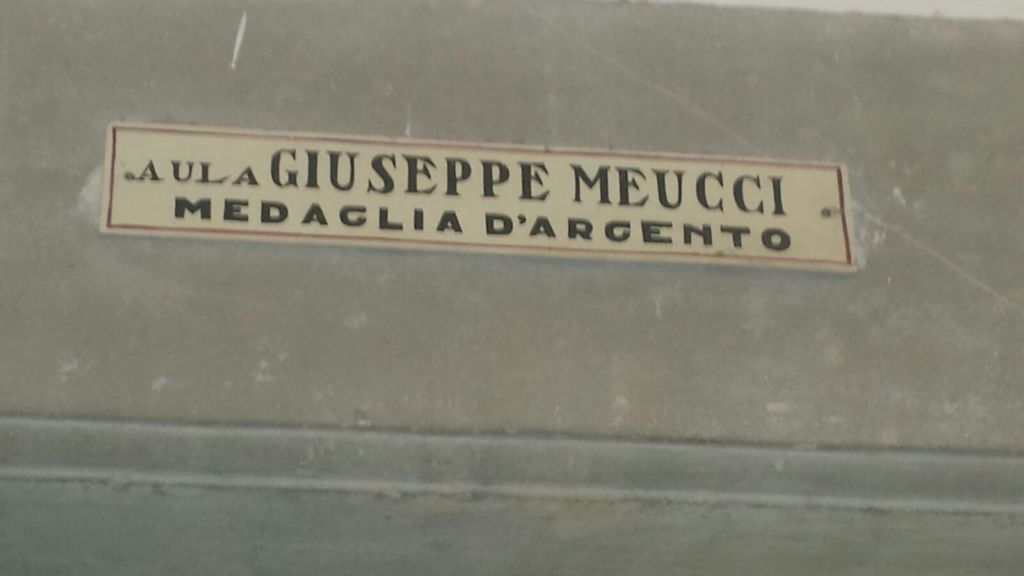 AULA GIUSEPPE MEUCCI
MEDAGLIA D'ARGENTO